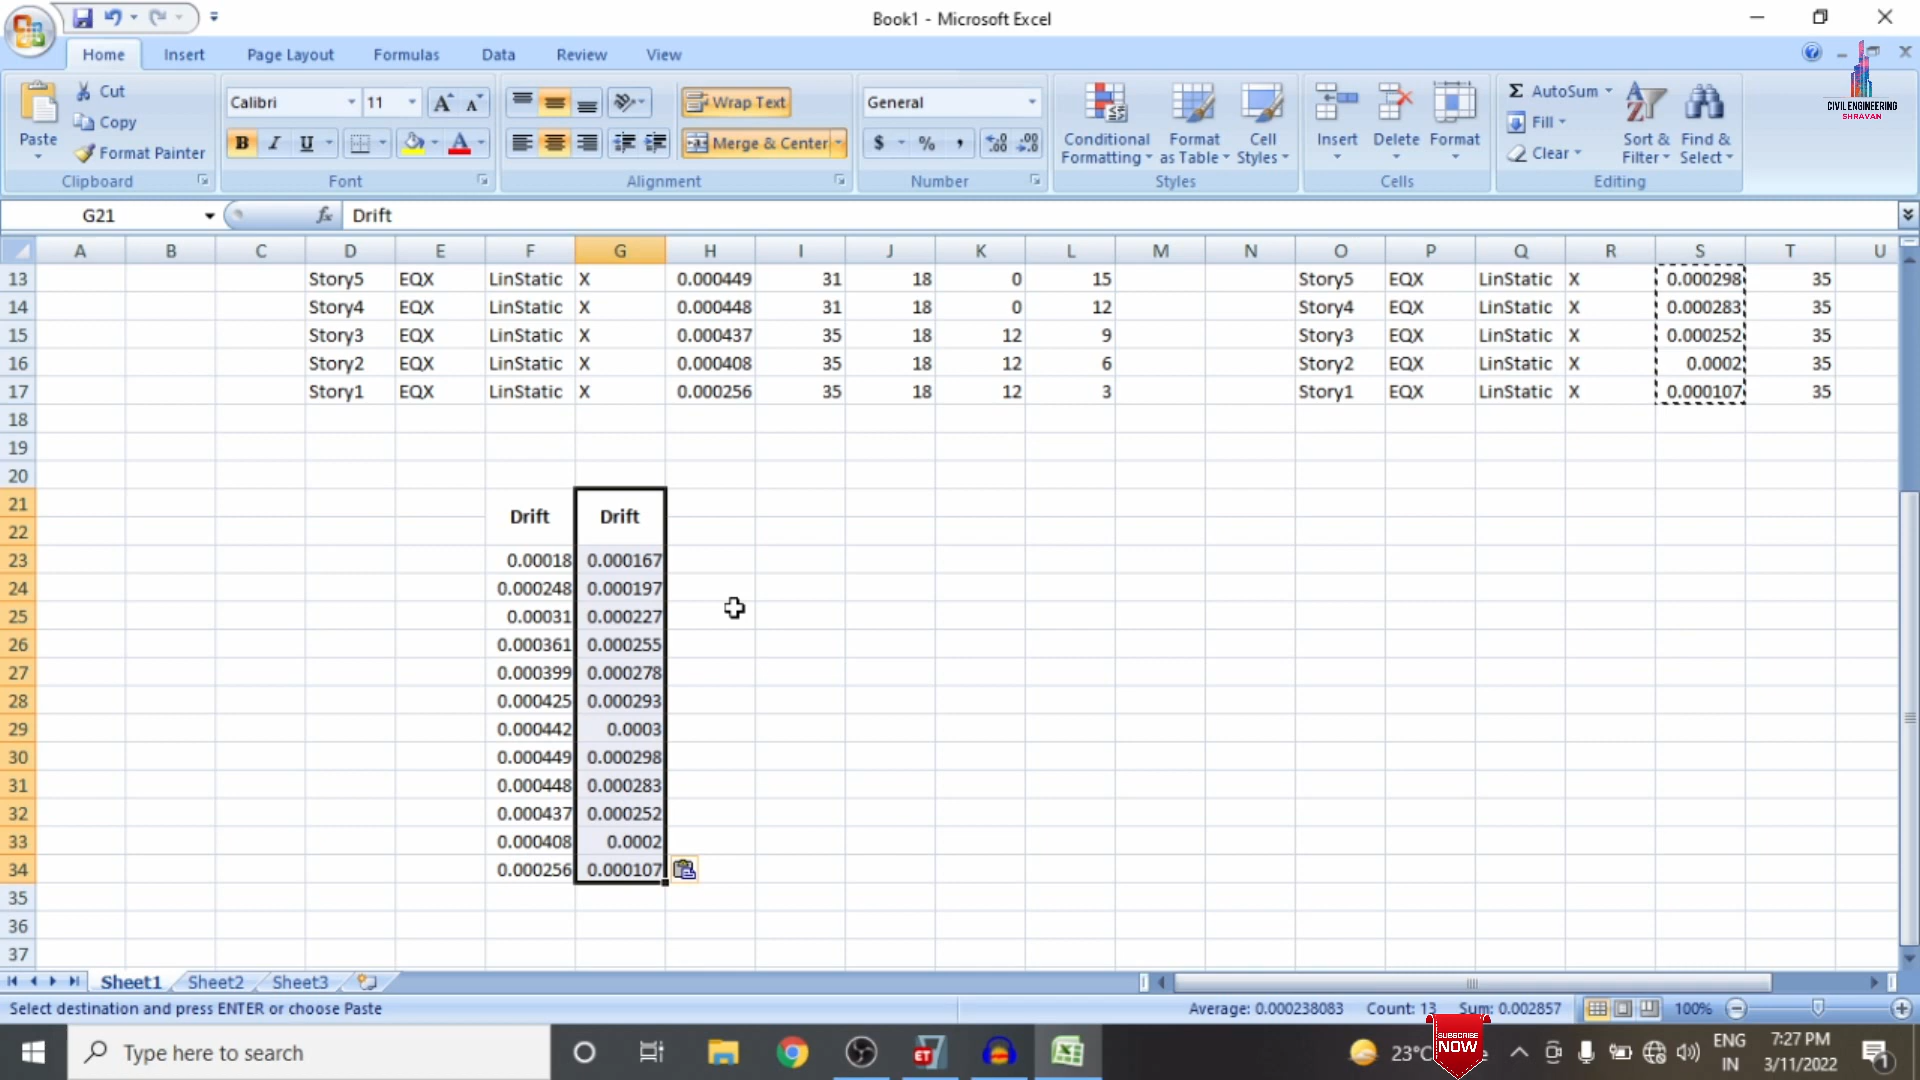 Book1 - Microsoft Excel
Home Insert Page Layout Formulas Data Review View
Paste
Cut
Copy
Format Painter
Clipboard
Calibri 11 A A
B I U A
Font
Wrap Text
Merge & Center
Alignment
General
$ % ,
Number
Conditional Formatting
Format as Table
Cell Styles
Styles
Insert Delete Format
Cells
Σ AutoSum
Fill
Clear
Sort & Filter
Find & Select
Editing
CIVIL ENGINEERING
SHRAVAN
G21 fx Drift
A B C D E F G H I J K L M N O P Q R S T U
13 Story5 EQX LinStatic X 0.000449 31 18 0 15 Story5 EQX LinStatic X 0.000298 35
14 Story4 EQX LinStatic X 0.000448 31 18 0 12 Story4 EQX LinStatic X 0.000283 35
15 Story3 EQX LinStatic X 0.000437 35 18 12 9 Story3 EQX LinStatic X 0.000252 35
16 Story2 EQX LinStatic X 0.000408 35 18 12 6 Story2 EQX LinStatic X 0.0002 35
17 Story1 EQX LinStatic X 0.000256 35 18 12 3 Story1 EQX LinStatic X 0.000107 35
18
19
20
21
Drift Drift
22
23 0.00018 0.000167
24 0.000248 0.000197
25 0.00031 0.000227
26 0.000361 0.000255
27 0.000399 0.000278
28 0.000425 0.000293
29 0.000442 0.0003
30 0.000449 0.000298
31 0.000448 0.000283
32 0.000437 0.000252
33 0.000408 0.0002
34 0.000256 0.000107
35
36
37
Sheet1 Sheet2 Sheet3
Select destination and press ENTER or choose Paste Average: 0.000238083 Count: 13 Sum: 0.002857 100%
Type here to search
ET
SUBSCRIBE
NOW
23°C
ENG
IN
7:27 PM
3/11/2022
1